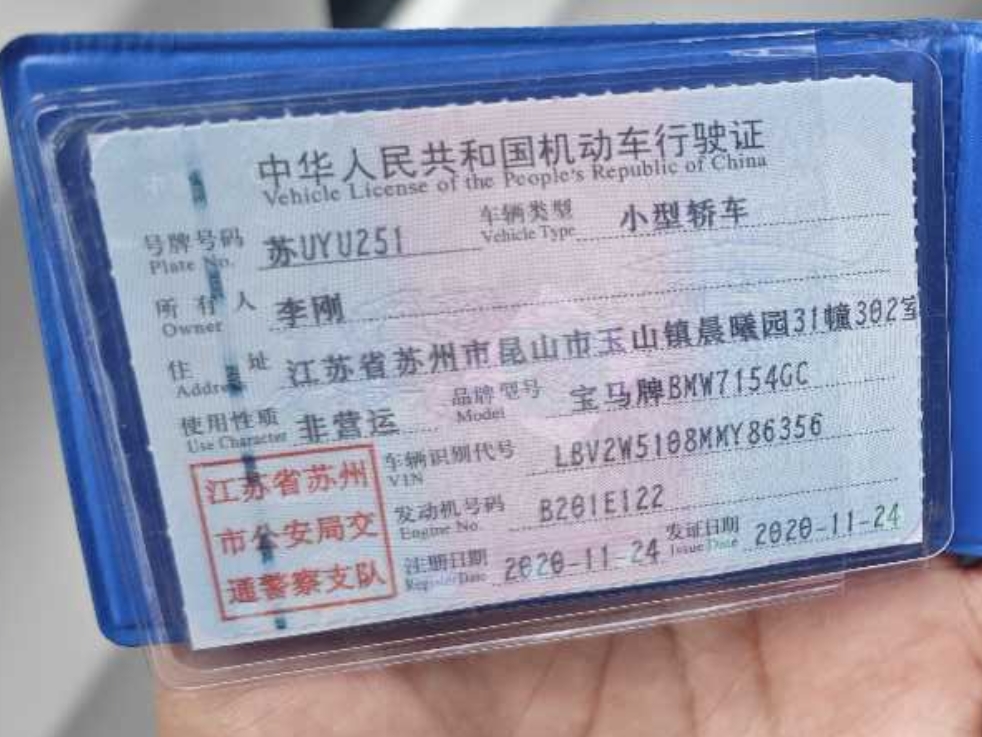 中华人民共和国机动车行驶证
Vehicle License of the People's Republic of China
号牌号码 苏UYU251 车辆类型 小型轿车
Plate No. Vehicle Type
所有人 李刚
Owner
住址 江苏省苏州市昆山市玉山镇晨曦园31幢302室
Address
使用性质 非营运 品牌型号 宝马牌BMW7154GC
Use Character Model
车辆识别代号 LBV2W5108MMY86356
VIN
发动机号码 B201E122
Engine No.
注册日期 2020-11-24 发证日期 2020-11-24
Register Date Issue Date
江苏省苏州
市公安局交
通警察支队